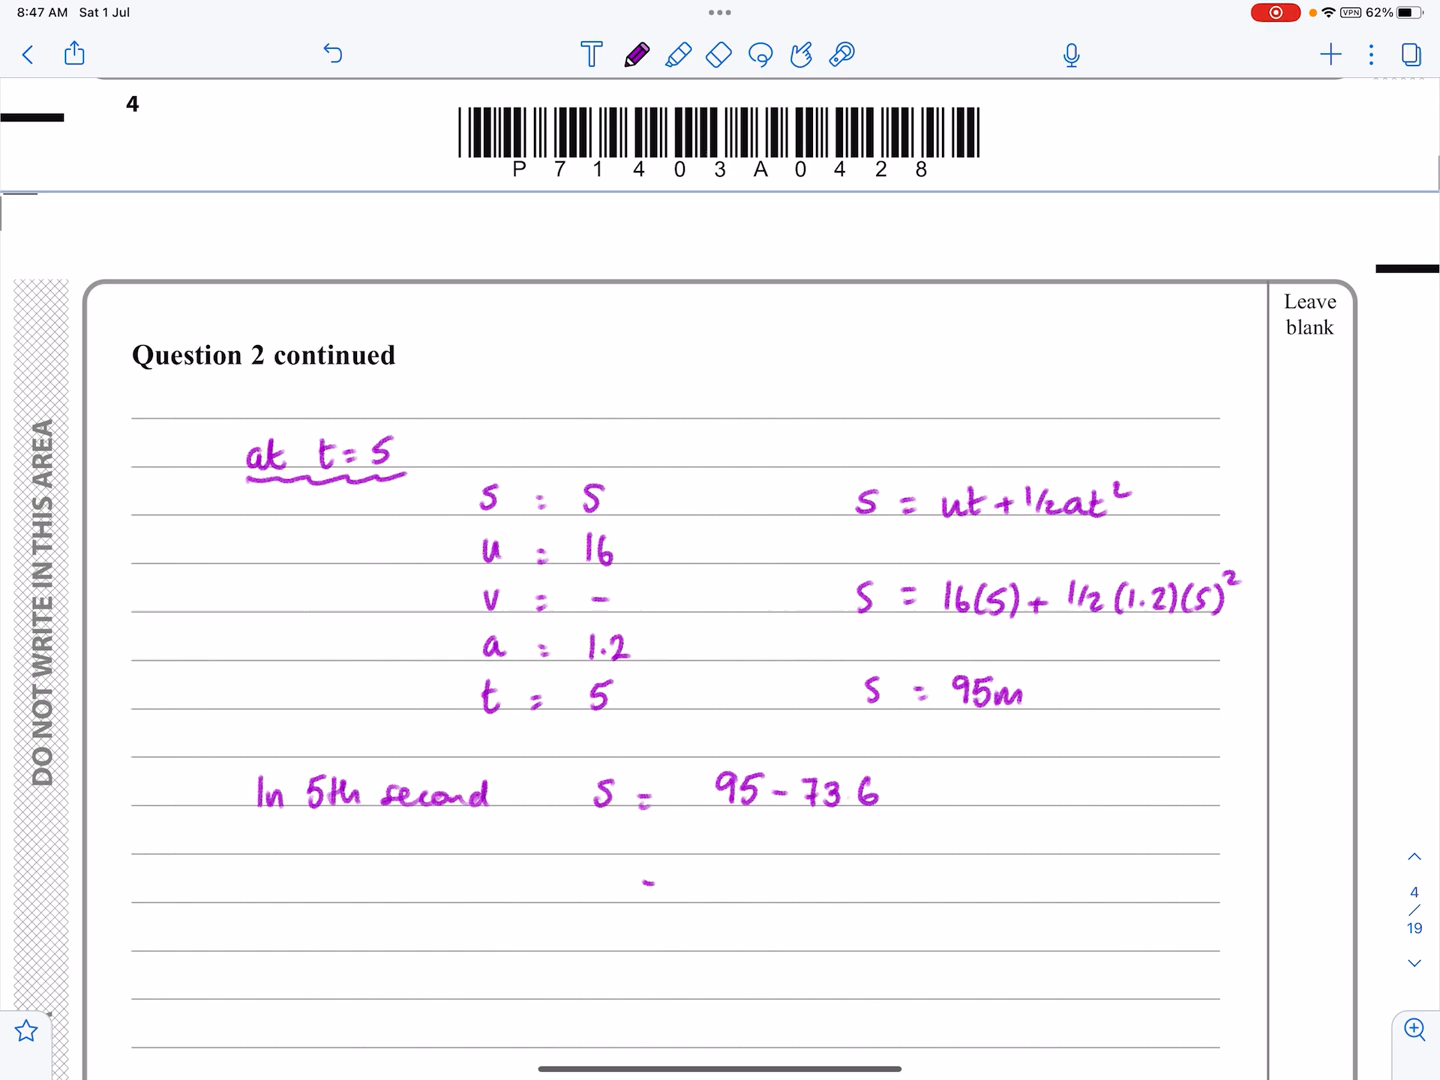 8:47 AM Sat 1 Jul
VPN 62%
4
P 7 1 4 0 3 A 0 4 2 8
Leave
blank
DO NOT WRITE IN THIS AREA
Question 2 continued
at t=5
s = s
u = 16
v = -
a = 1.2
t = 5
s = ut + 1/2at²
s = 16(5) + 1/2 (1.2)(5)²
s = 95m
In 5th second s = 95 - 73.6
-
4
/
19